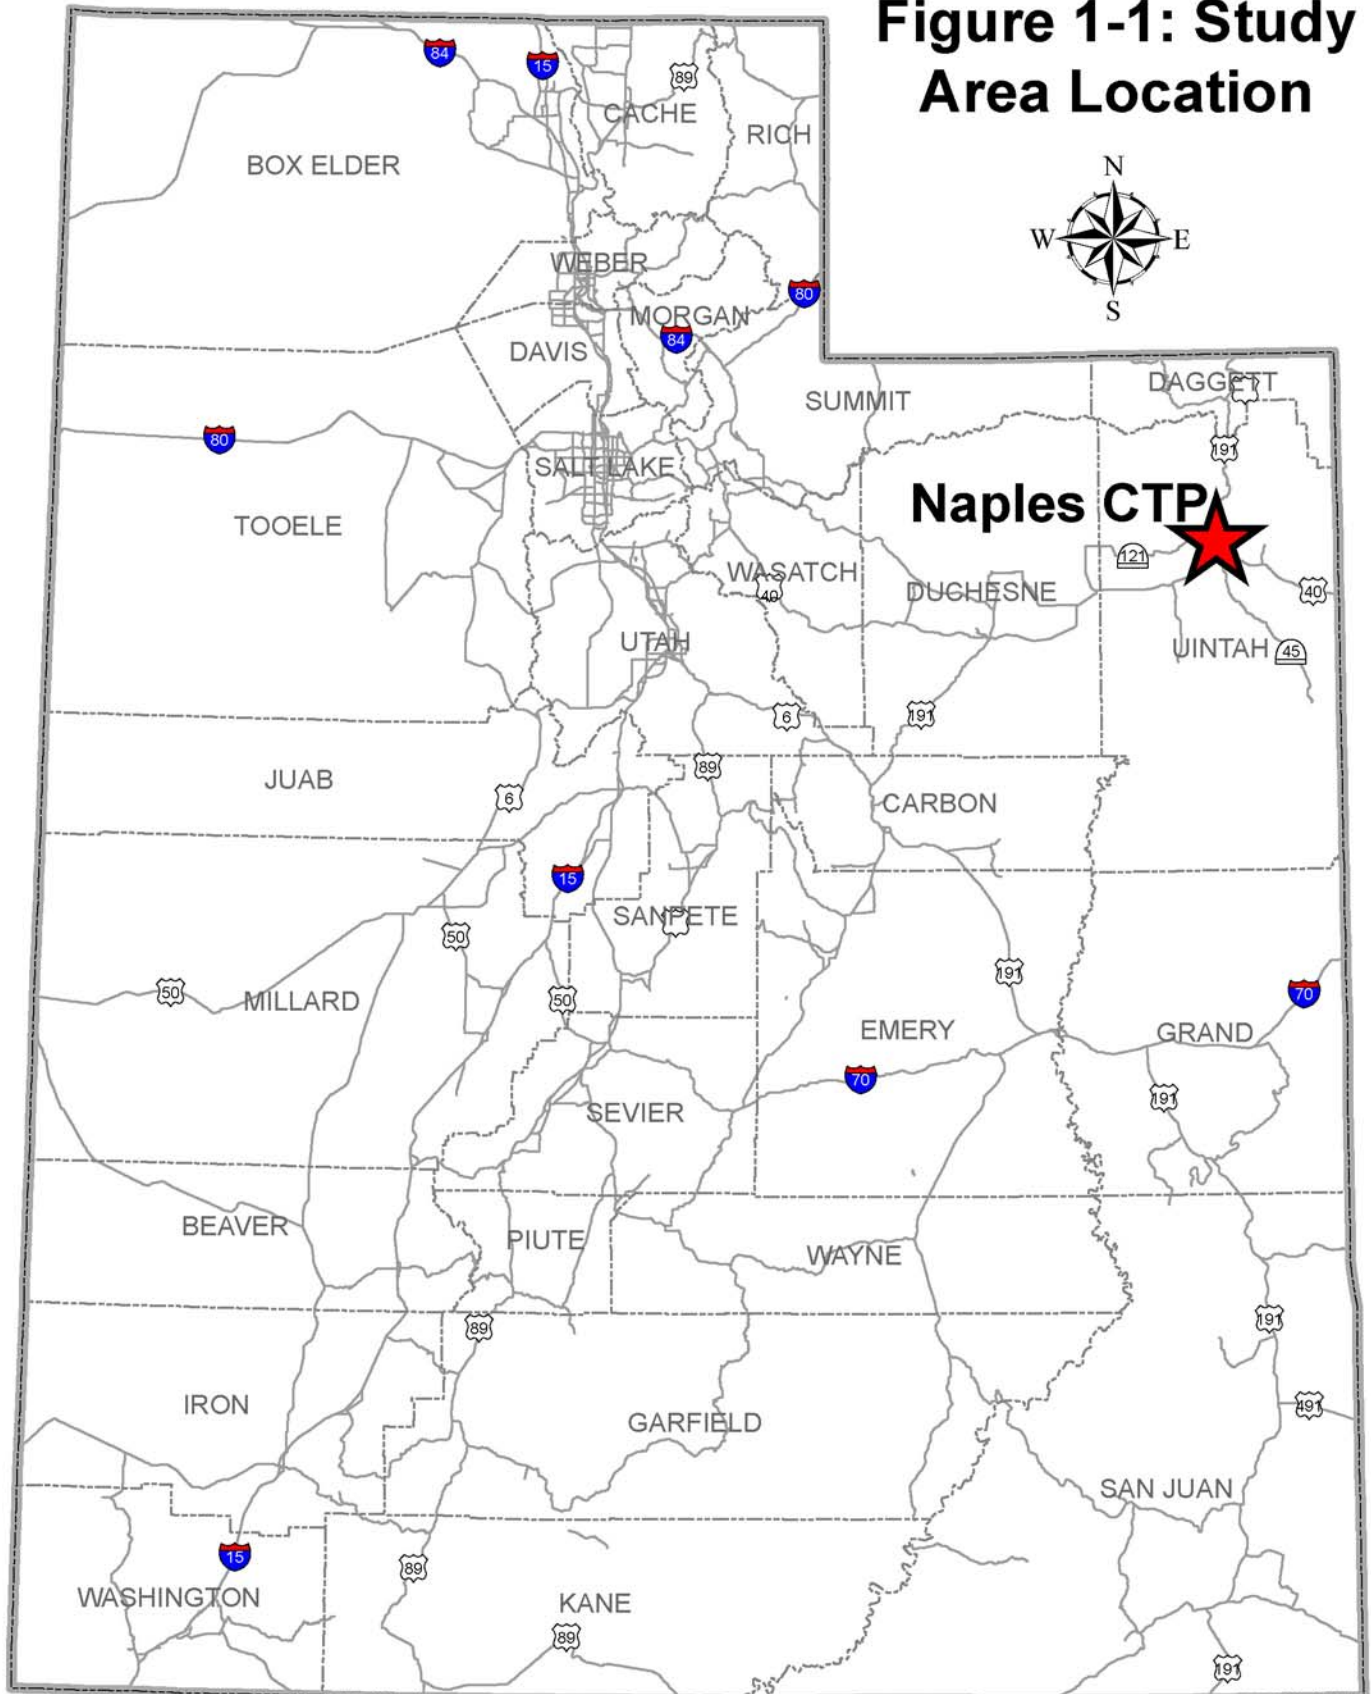 Figure 1-1: Study
Area Location
N
W E
S
84
15
89
CACHE
RICH
BOX ELDER
WEBER
80
MORGAN
84
DAVIS
DAGGETT
SUMMIT
80
191
SALT LAKE
Naples CTP
TOOELE
121
WASATCH
40
DUCHESNE
40
UTAH
UINTAH
45
6
191
89
JUAB
6
CARBON
15
SANPETE
50
191
50
MILLARD
50
70
EMERY
GRAND
70
191
SEVIER
BEAVER
PIUTE
WAYNE
89
191
IRON
491
GARFIELD
SAN JUAN
15
89
WASHINGTON
KANE
89
191